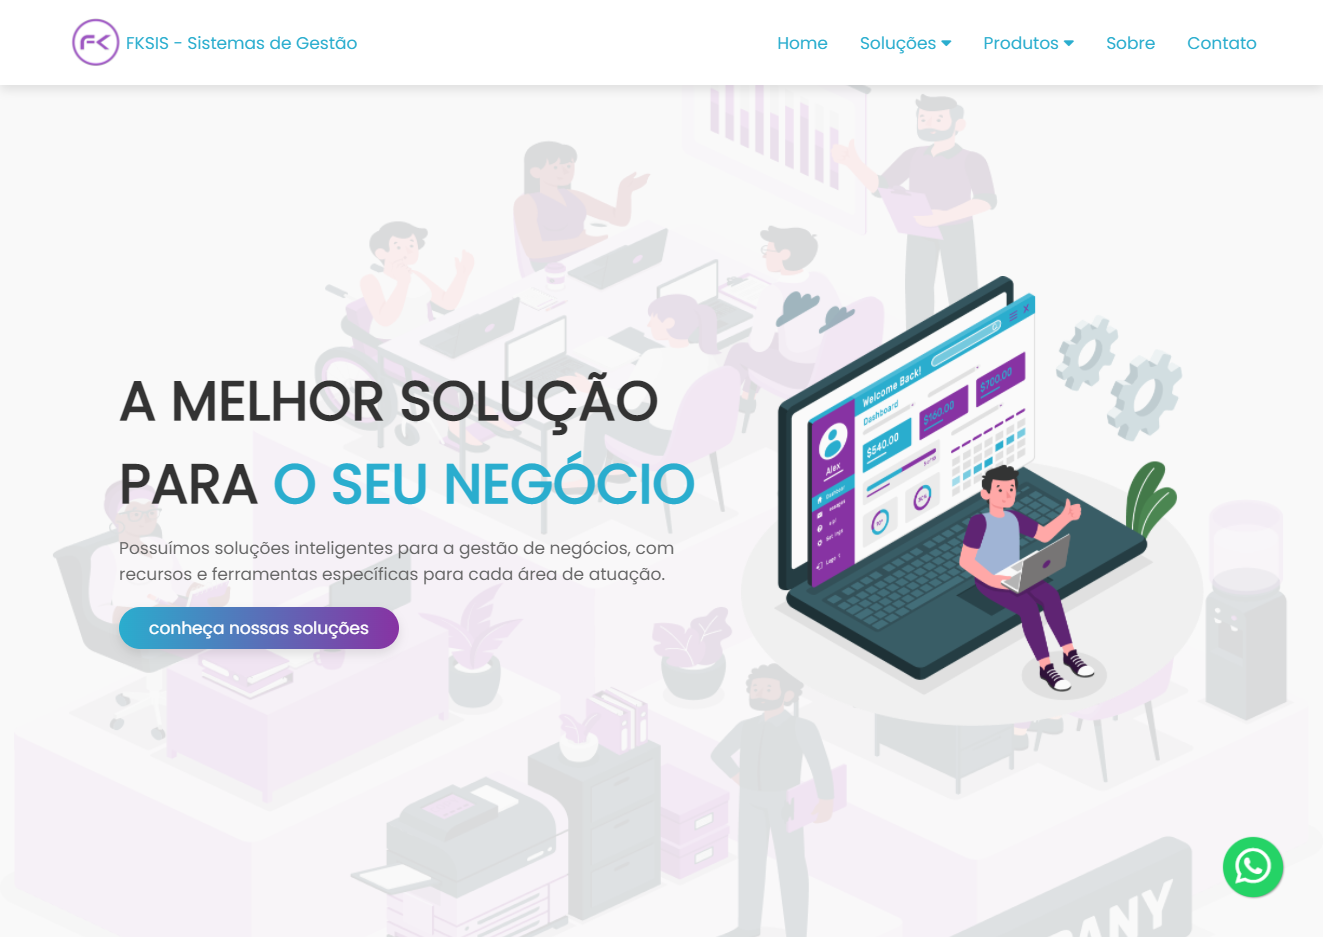 FK
FKSIS - Sistemas de Gestão
Home
Soluções
Produtos
Sobre
Contato
A MELHOR SOLUÇÃO
PARA O SEU NEGÓCIO
Possuímos soluções inteligentes para a gestão de negócios, com
recursos e ferramentas específicas para cada área de atuação.
conheça nossas soluções
Welcome Back!
Dashboard
$540.00
$160.00
$700.00
Alex